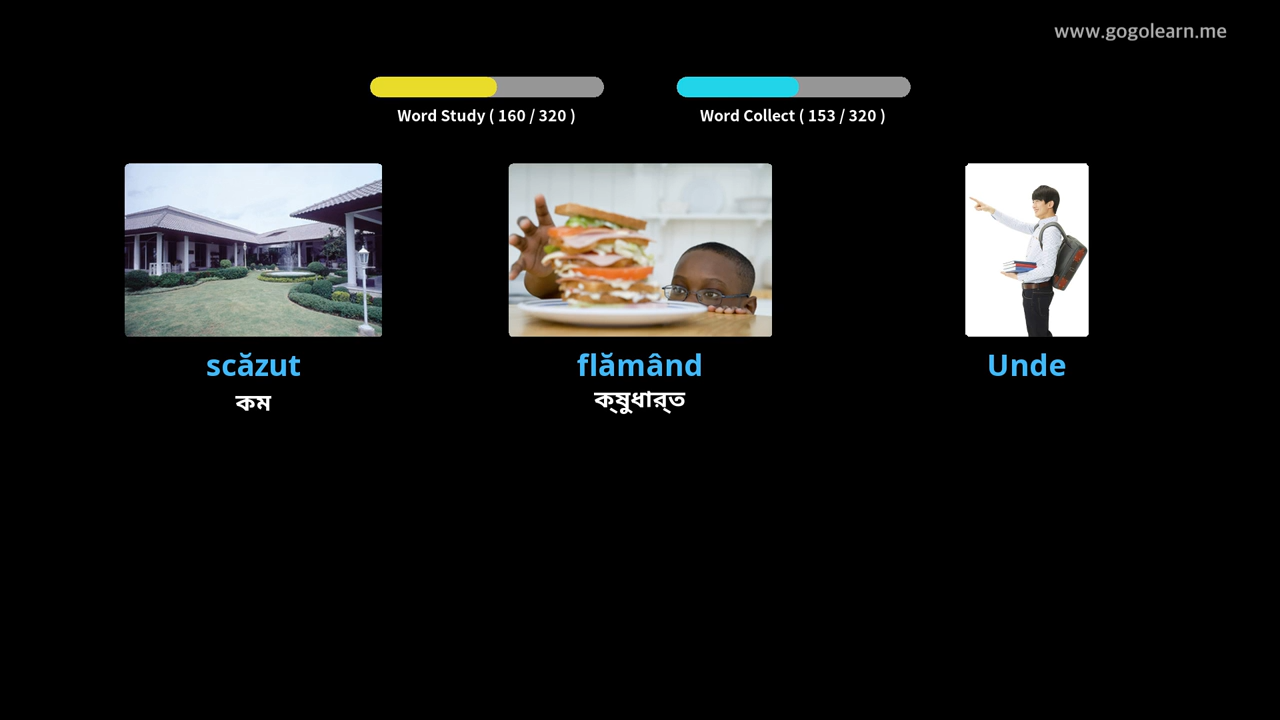 www.gogolearn.me
Word Study ( 160 / 320 )
Word Collect ( 153 / 320 )
scăzut
flămând
Unde
কম
ক্ষুধার্ত